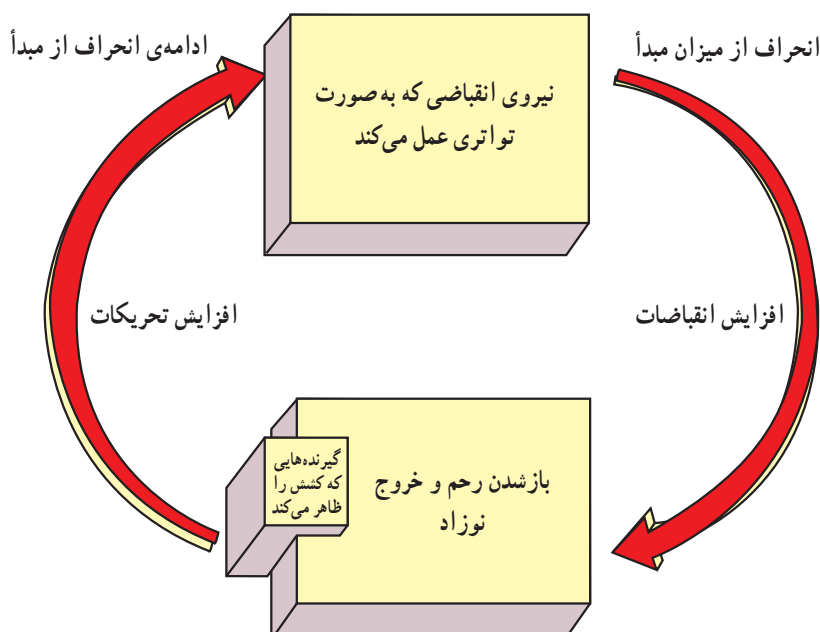 انحراف از میزان مبدأ
ادامه‌ی انحراف از مبدأ
نیروی انقباضی که به‌صورت
تواتری عمل می‌کند
افزایش انقباضات
افزایش تحریکات
بازشدن رحم و خروج
نوزاد
گیرنده‌هایی
که کشش را
ظاهر می‌کند